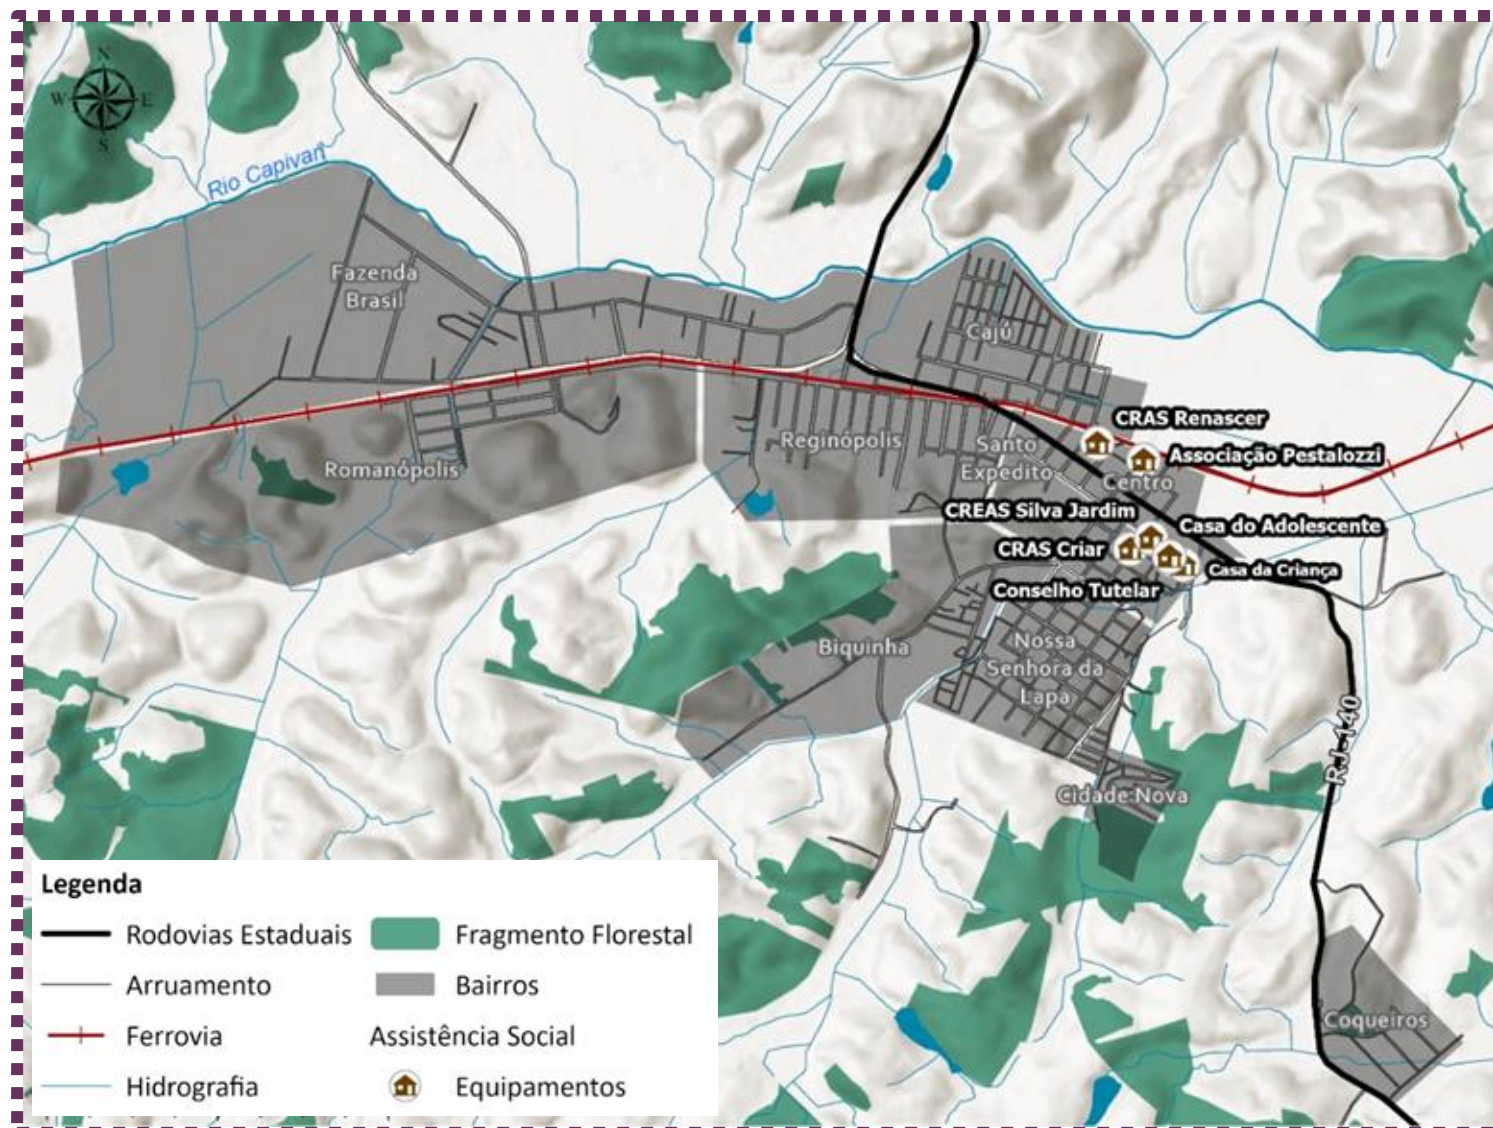 N
W E
S
Rio Capivari
Fazenda
Brasil
Cajú
CRAS Renascer
Reginópolis
Santo
Expedito
Associação Pestalozzi
Romanópolis
Centro
CREAS Silva Jardim
Casa do Adolescente
CRAS Criar
Casa da Criança
Conselho Tutelar
Biquinha
Nossa
Senhora da
Lapa
RJ-140
Cidade Nova
Coqueiros
Legenda
Rodovias Estaduais
Fragmento Florestal
Arruamento
Bairros
Ferrovia
Assistência Social
Hidrografia
Equipamentos